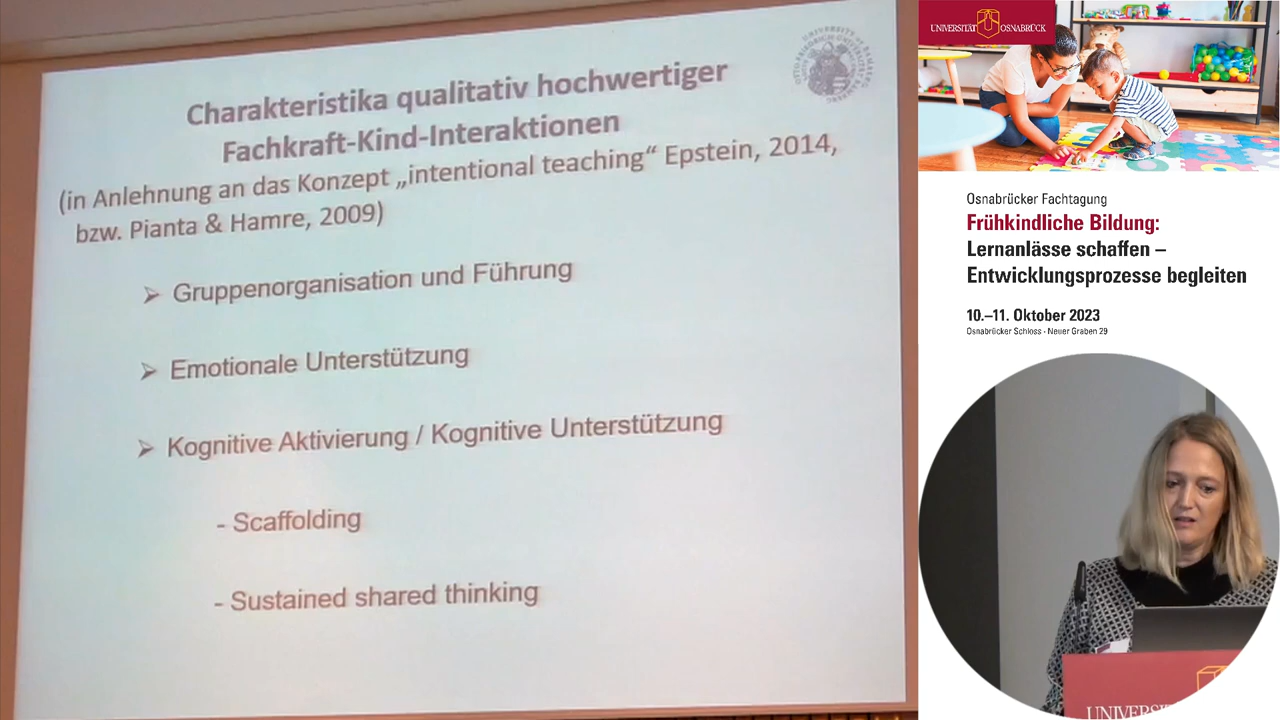 Charakteristika qualitativ hochwertiger
Fachkraft-Kind-Interaktionen
(in Anlehnung an das Konzept „intentional teaching“ Epstein, 2014,
bzw. Pianta & Hamre, 2009)
➢ Gruppenorganisation und Führung
➢ Emotionale Unterstützung
➢ Kognitive Aktivierung / Kognitive Unterstützung
- Scaffolding
- Sustained shared thinking
UNIVERSITÄT OSNABRÜCK
Osnabrücker Fachtagung
Frühkindliche Bildung:
Lernanlässe schaffen –
Entwicklungsprozesse begleiten
10.–11. Oktober 2023
Osnabrücker Schloss · Neuer Graben 29